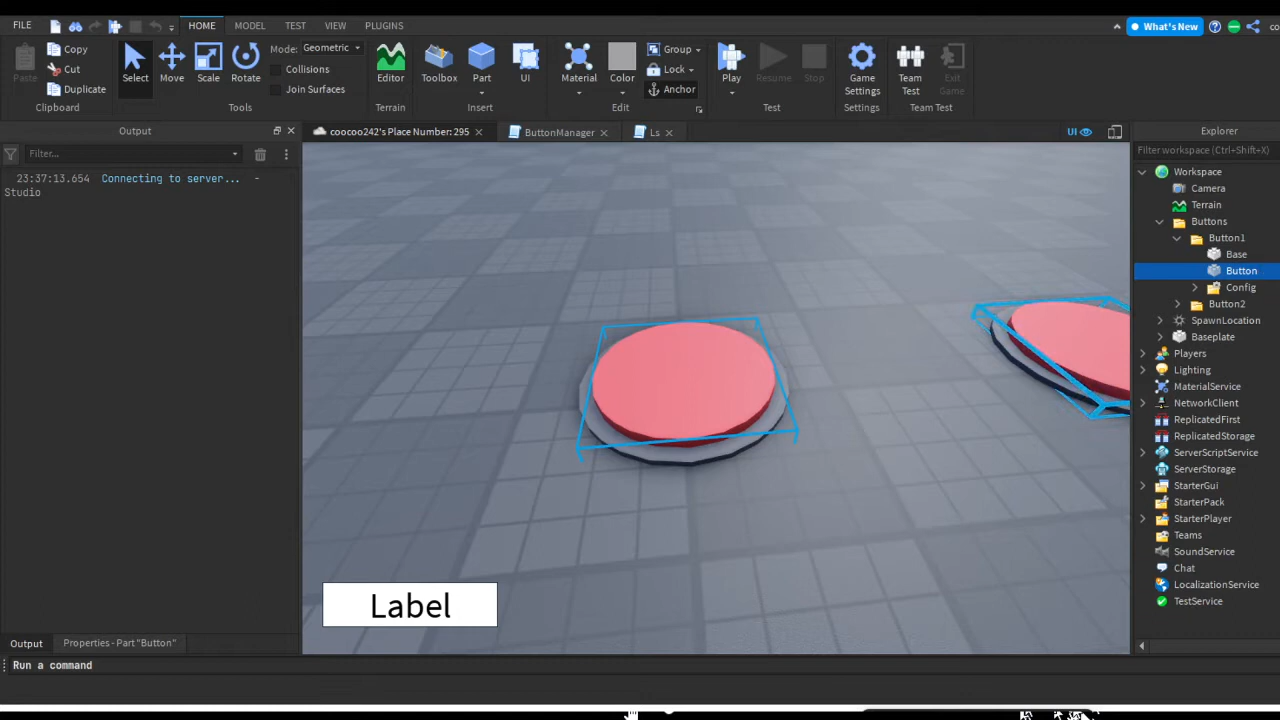 FILE HOME MODEL TEST VIEW PLUGINS What's New co
Paste Copy Cut Duplicate Clipboard
Select Move Scale Rotate Mode: Geometric Collisions Join Surfaces Tools
Editor Terrain
Toolbox Part UI Insert
Material Color Group Lock Anchor Edit
Play Resume Stop Test
Game Settings Settings
Team Test Exit Game Team Test
Output
coocoo242's Place Number: 295 ButtonManager Ls UI
Explorer
Filter...
Filter workspace (Ctrl+Shift+X)
23:37:13.654 Connecting to server... -
Studio
Workspace
Camera
Terrain
Buttons
Button1
Base
Button
Config
Button2
SpawnLocation
Baseplate
Players
Lighting
MaterialService
NetworkClient
ReplicatedFirst
ReplicatedStorage
ServerScriptService
ServerStorage
StarterGui
StarterPack
StarterPlayer
Teams
SoundService
Chat
LocalizationService
TestService
Label
Output Properties - Part "Button"
Run a command